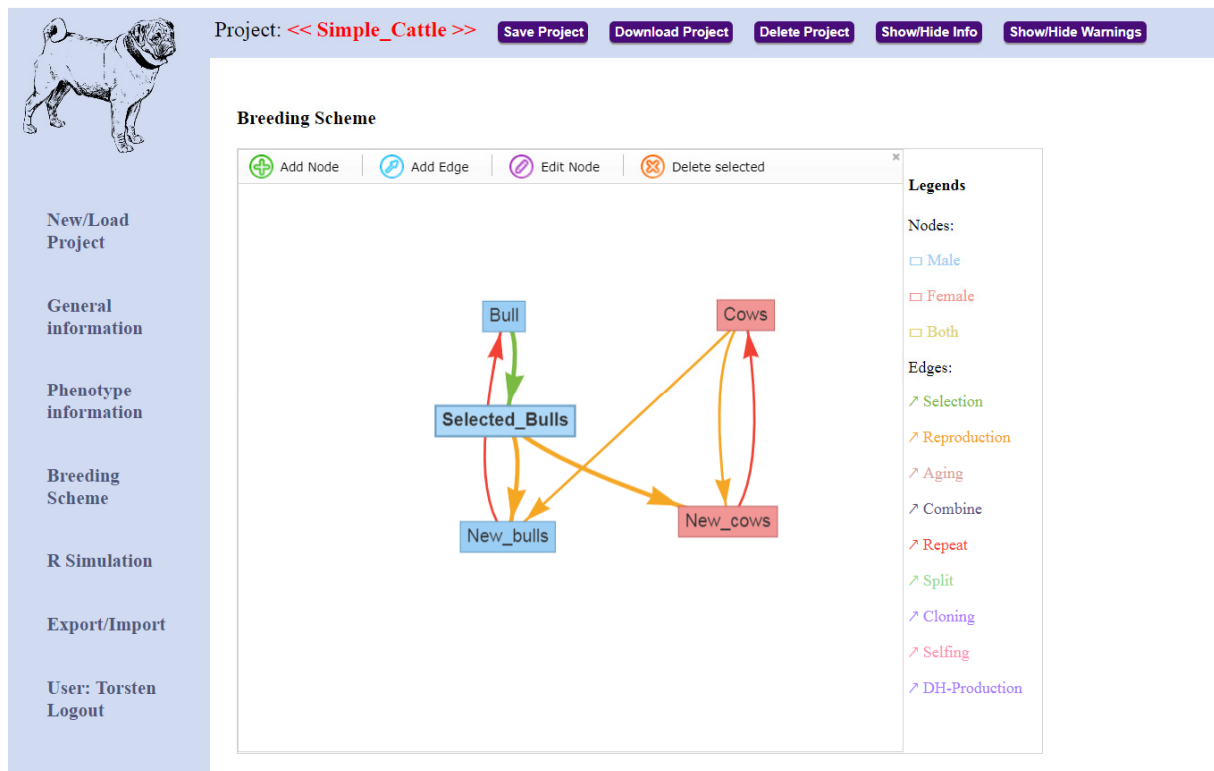 Project: << Simple_Cattle >> Save Project Download Project Delete Project Show/Hide Info Show/Hide Warnings
New/Load
Project
General
information
Phenotype
information
Breeding
Scheme
R Simulation
Export/Import
User: Torsten
Logout
Breeding Scheme
Add Node Add Edge Edit Node Delete selected
Bull
Cows
Selected_Bulls
New_bulls
New_cows
Legends
Nodes:
Male
Female
Both
Edges:
Selection
Reproduction
Aging
Combine
Repeat
Split
Cloning
Selfing
DH-Production